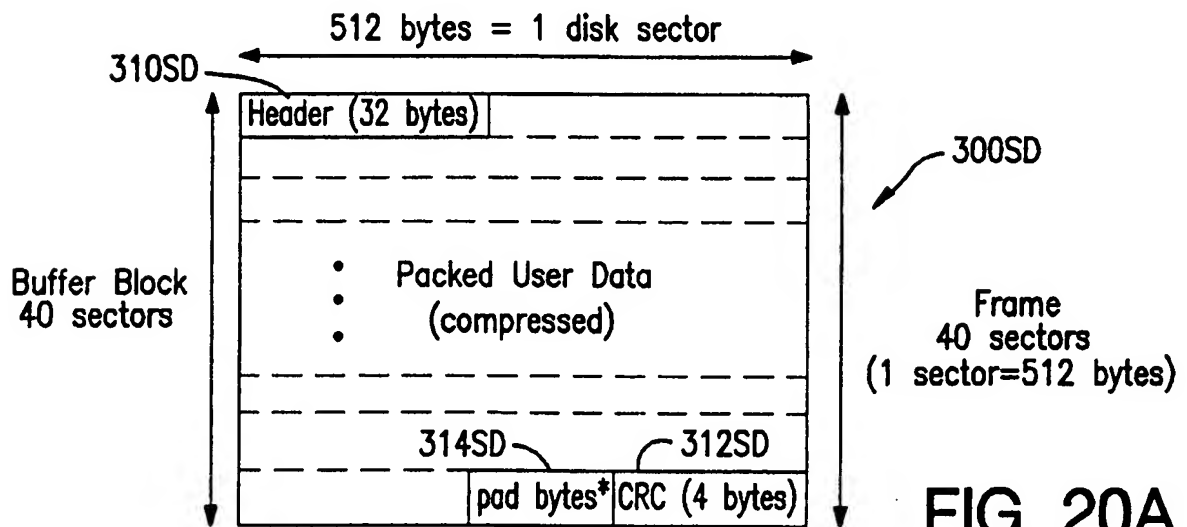 512 bytes = 1 disk sector
310SD
Header (32 bytes)
300SD
Buffer Block
40 sectors
Packed User Data
(compressed)
Frame
40 sectors
(1 sector=512 bytes)
314SD
312SD
pad bytes*
CRC (4 bytes)
FIG. 20A